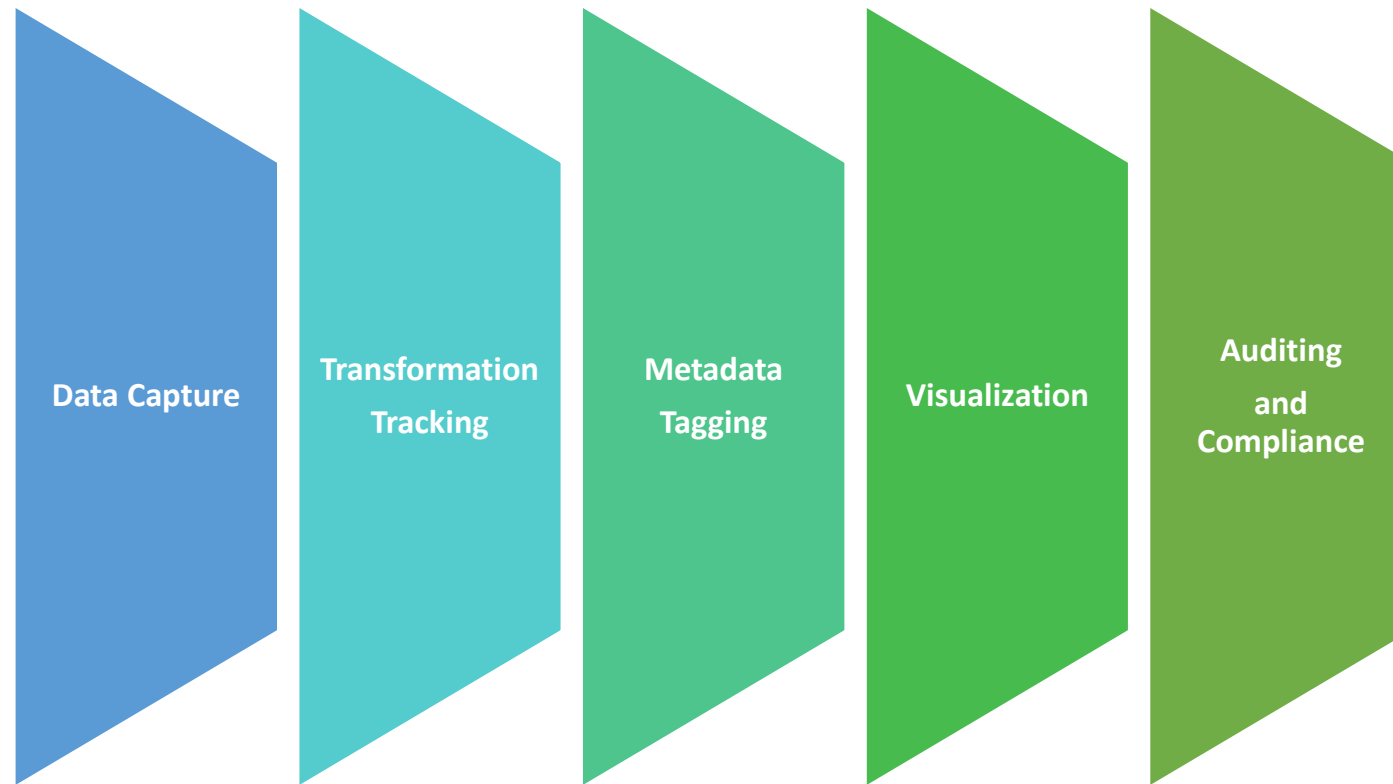 Data Capture
Transformation
Tracking
Metadata
Tagging
Visualization
Auditing
and
Compliance